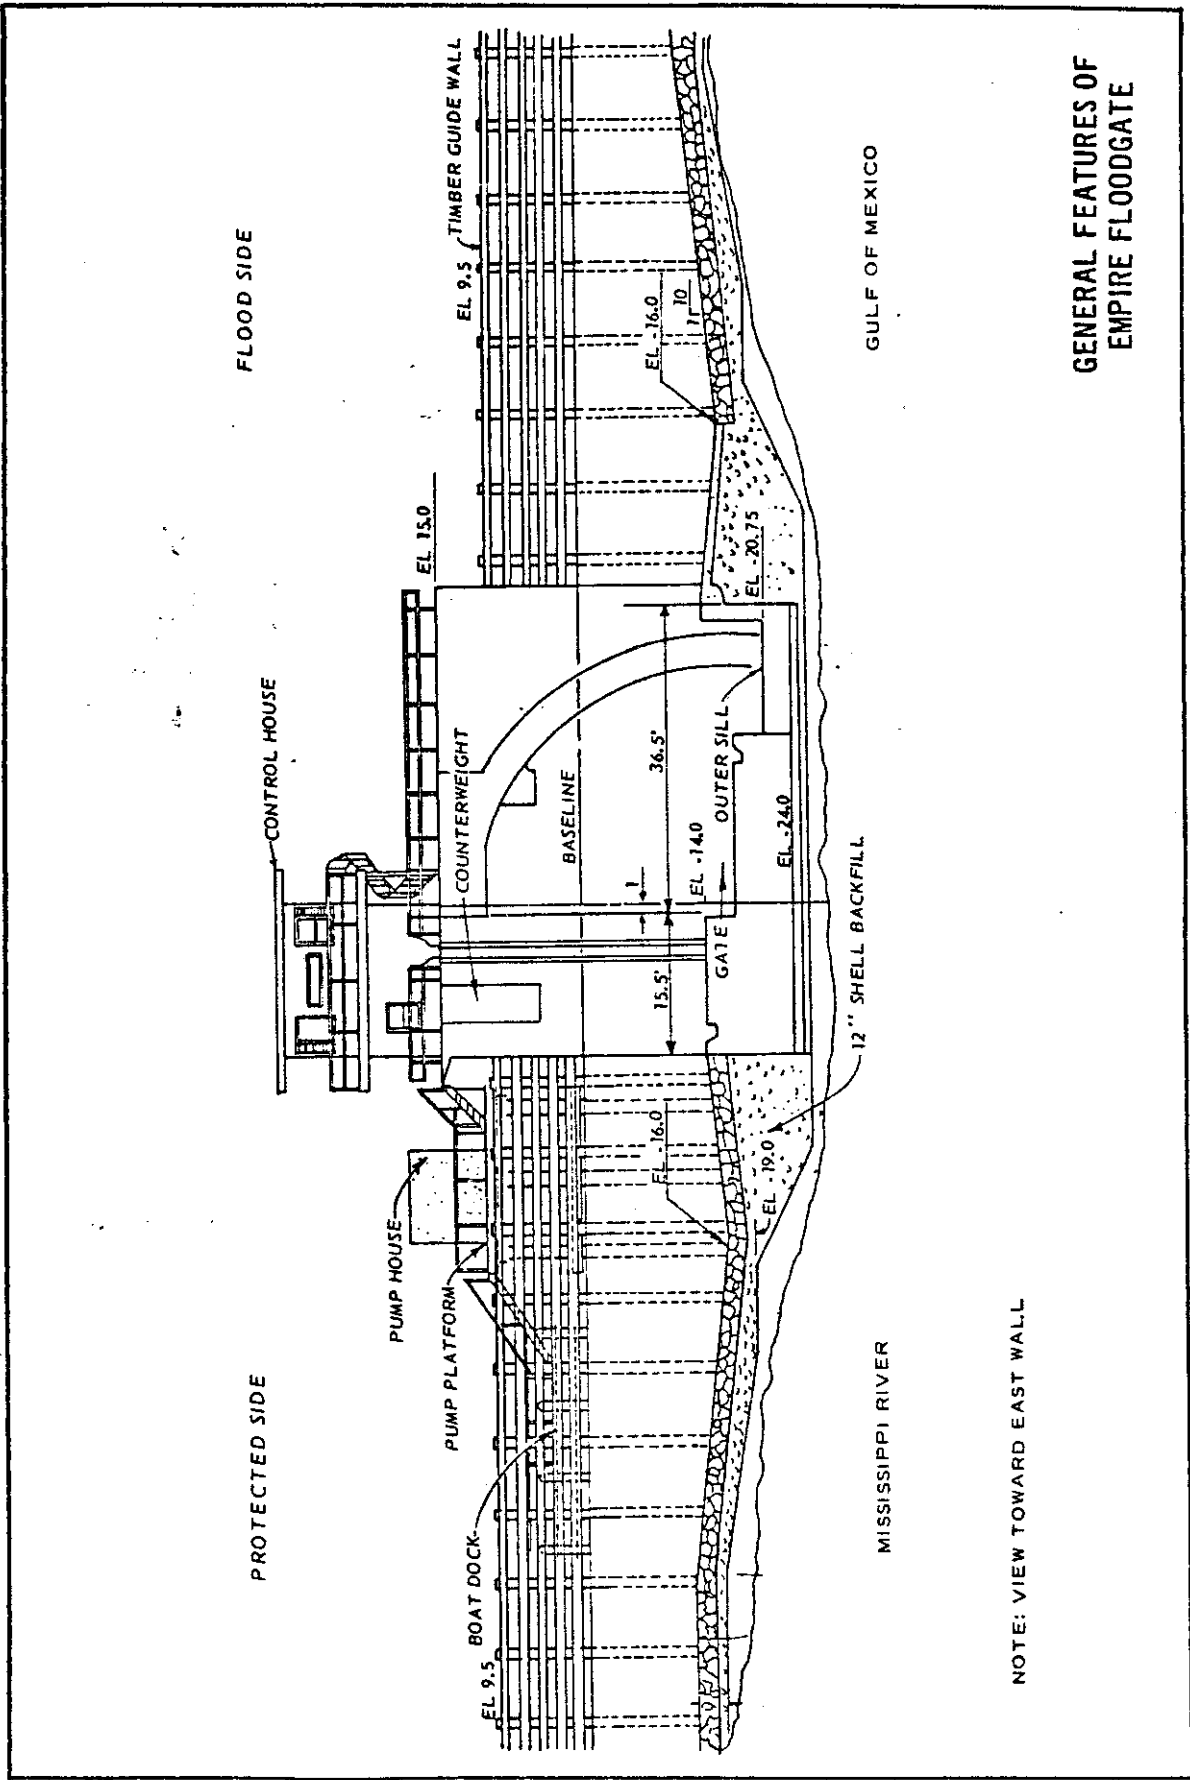 PROTECTED SIDE
FLOOD SIDE
CONTROL HOUSE
PUMP HOUSE
EL 15.0
PUMP PLATFORM
COUNTERWEIGHT
EL 9.5
TIMBER GUIDE WALL
BOAT DOCK
EL 9.5
BASELINE
1
15.5'
36.5'
EL -16.0
EL -14.0
EL -16.0
1
10
GATE
OUTER SILL
EL -20.75
EL -19.0
EL -24.0
12" SHELL BACKFILL
MISSISSIPPI RIVER
GULF OF MEXICO
NOTE: VIEW TOWARD EAST WALL
GENERAL FEATURES OF
EMPIRE FLOODGATE